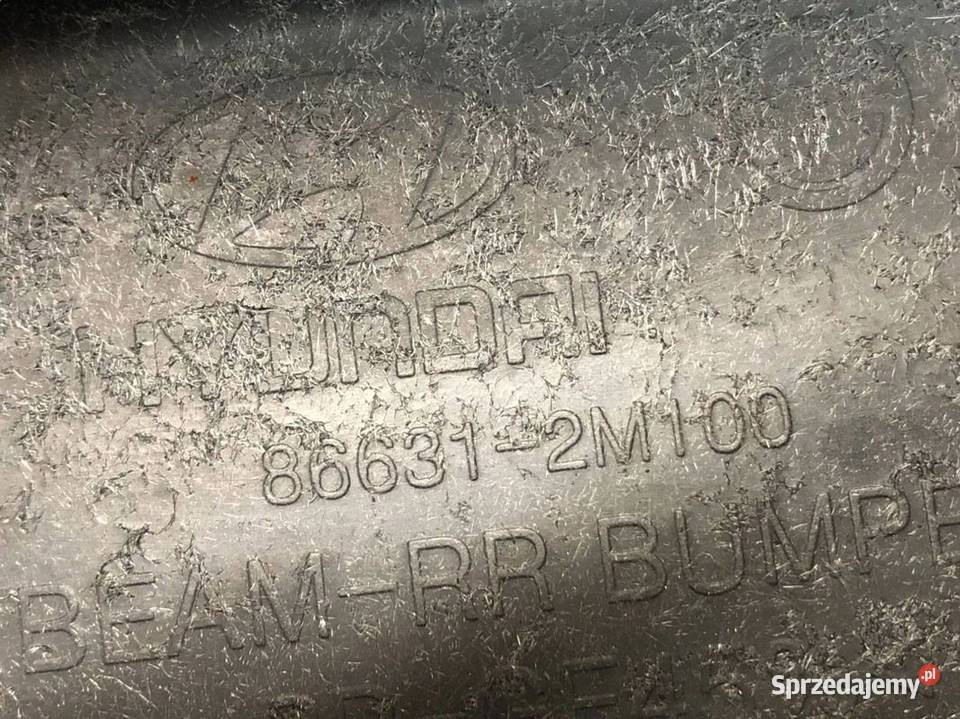 HYUNDAI
86631-2M100
BEAM-RR BUMPE
Sprzedajemy.pl